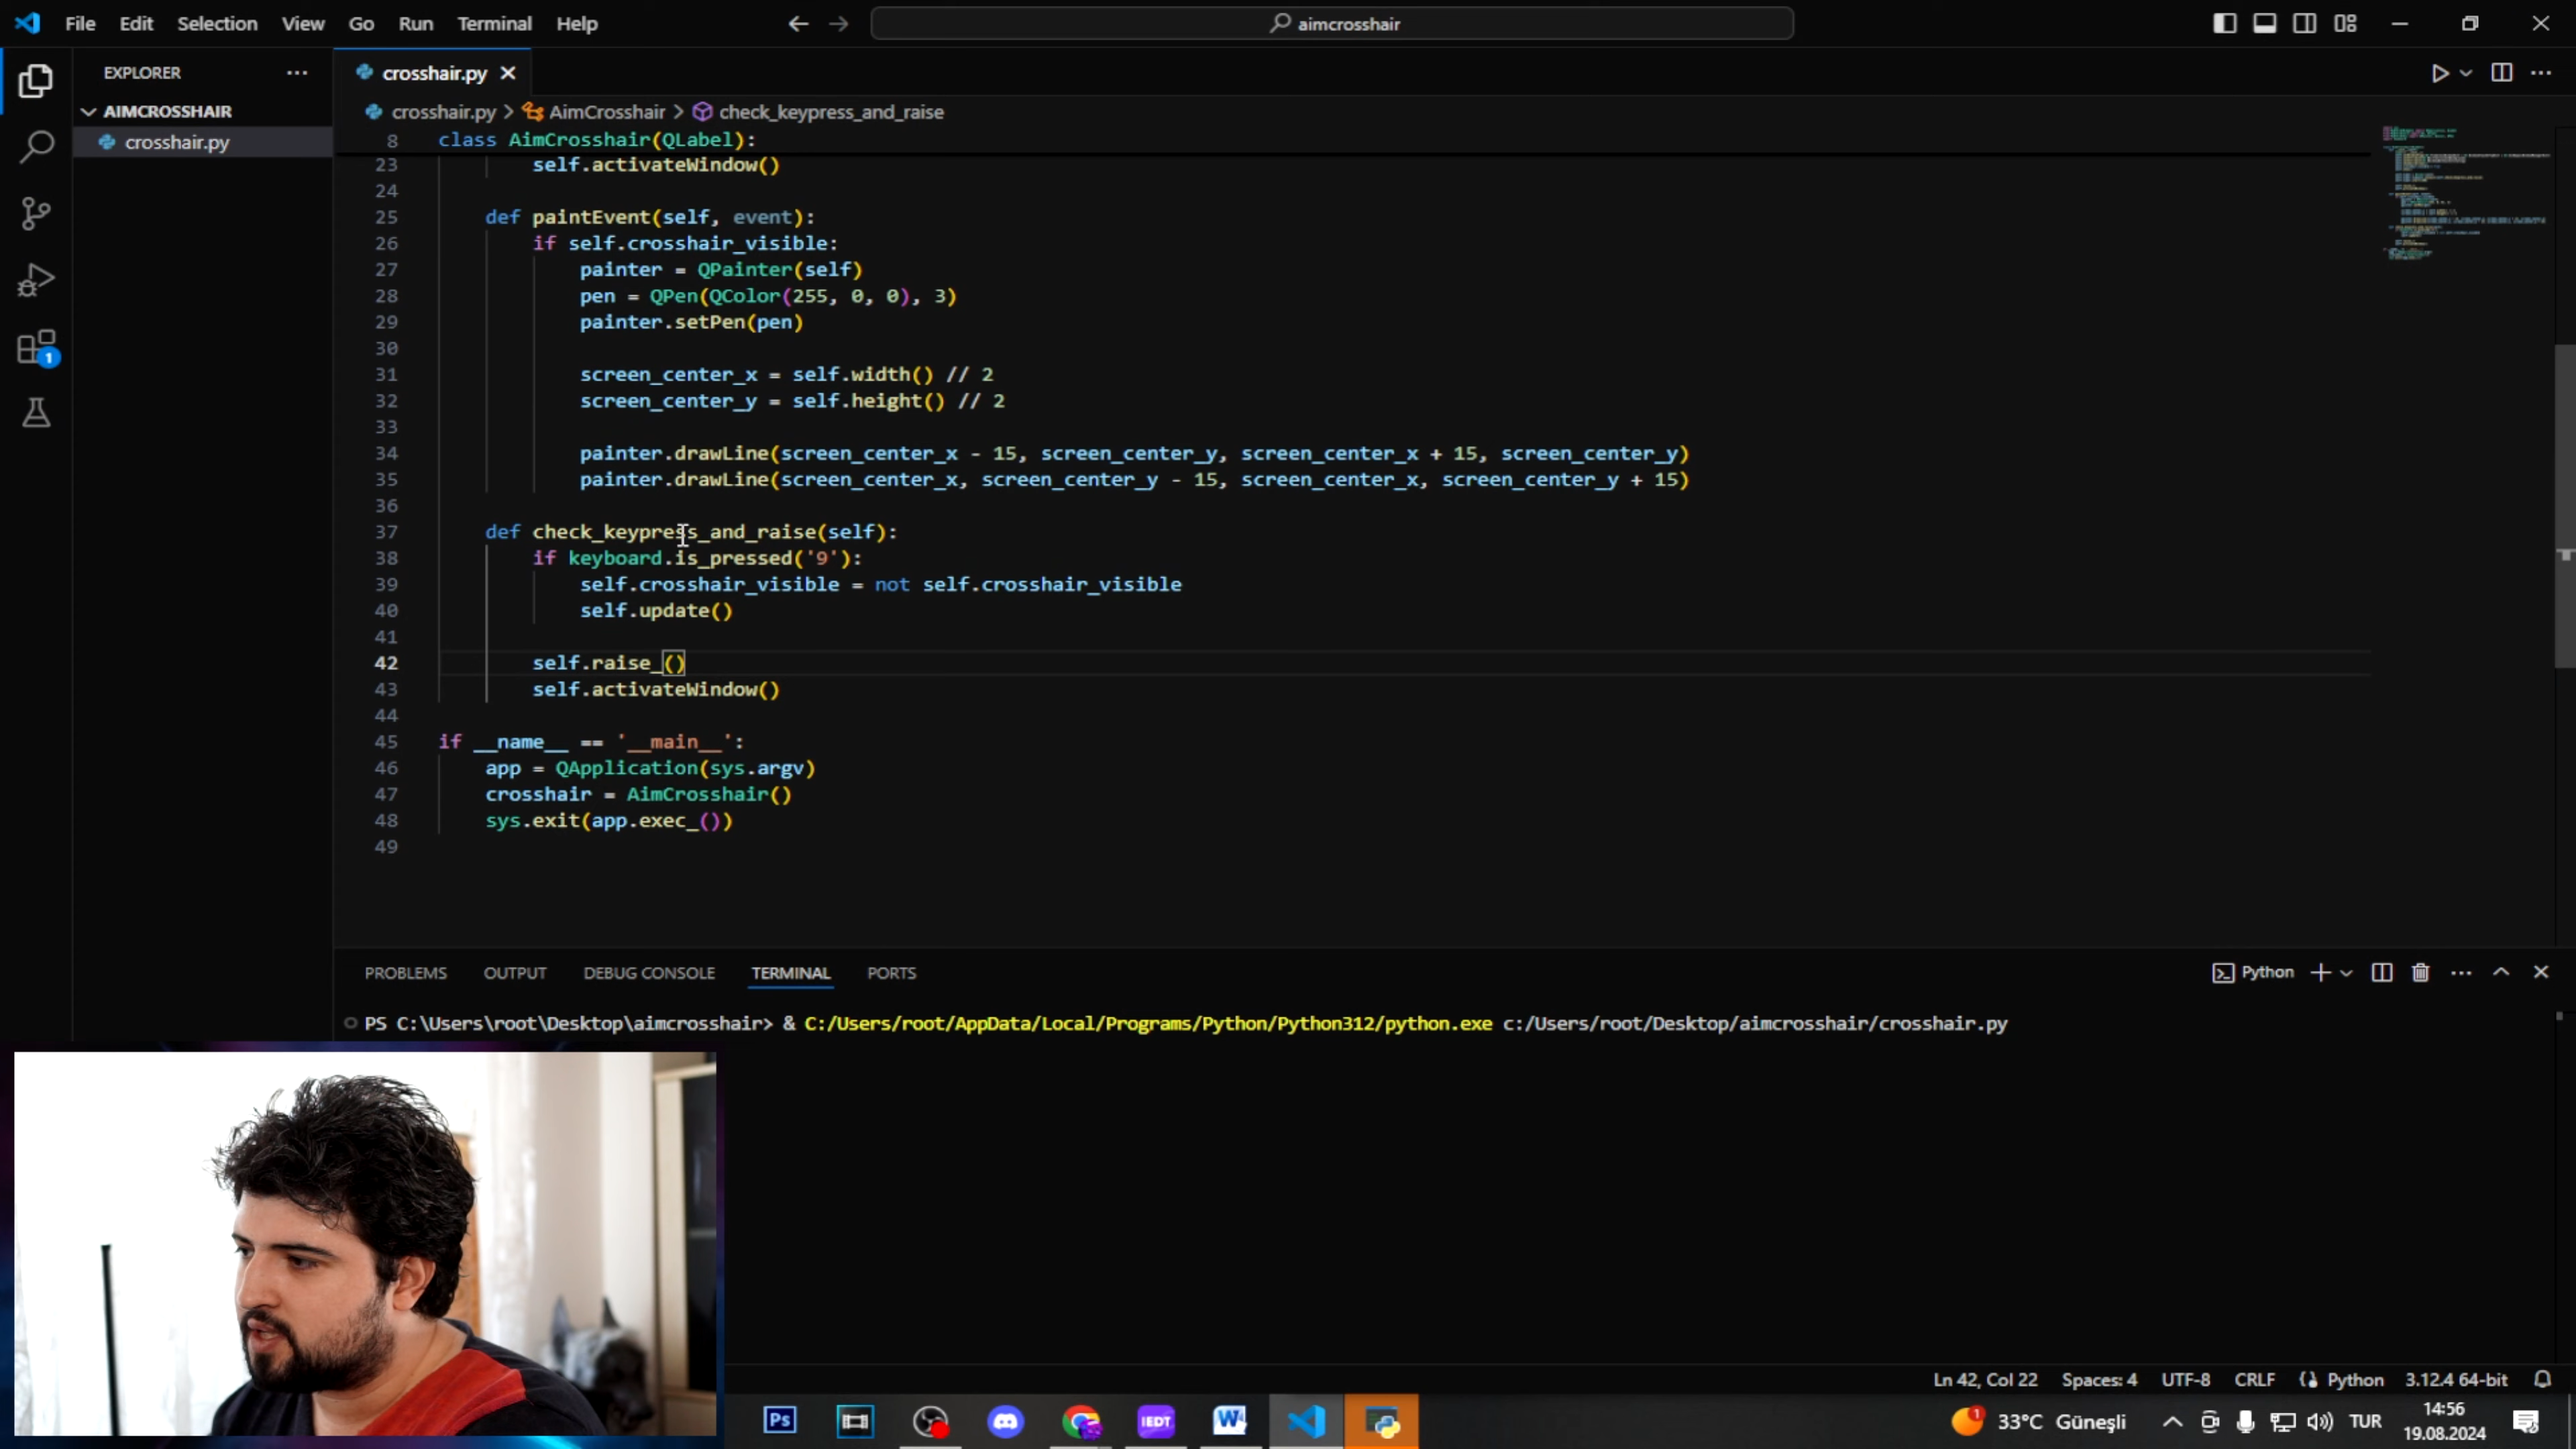 File Edit Selection View Go Run Terminal Help
aimcrosshair
EXPLORER
crosshair.py
AIMCROSSHAIR
crosshair.py
crosshair.py > AimCrosshair > check_keypress_and_raise
8 class AimCrosshair(QLabel):
23 self.activateWindow()
24
25 def paintEvent(self, event):
26 if self.crosshair_visible:
27 painter = QPainter(self)
28 pen = QPen(QColor(255, 0, 0), 3)
29 painter.setPen(pen)
30
31 screen_center_x = self.width() // 2
32 screen_center_y = self.height() // 2
33
34 painter.drawLine(screen_center_x - 15, screen_center_y, screen_center_x + 15, screen_center_y)
35 painter.drawLine(screen_center_x, screen_center_y - 15, screen_center_x, screen_center_y + 15)
36
37 def check_keypress_and_raise(self):
38 if keyboard.is_pressed('9'):
39 self.crosshair_visible = not self.crosshair_visible
40 self.update()
41
42 self.raise_()
43 self.activateWindow()
44
45 if __name__ == '__main__':
46 app = QApplication(sys.argv)
47 crosshair = AimCrosshair()
48 sys.exit(app.exec_())
49
1
PROBLEMS OUTPUT DEBUG CONSOLE TERMINAL PORTS
Python
PS C:\Users\root\Desktop\aimcrosshair> & C:/Users/root/AppData/Local/Programs/Python/Python312/python.exe c:/Users/root/Desktop/aimcrosshair/crosshair.py
Ln 42, Col 22 Spaces: 4 UTF-8 CRLF Python 3.12.4 64-bit
Ps
IEDT
W
1
33°C Güneşli
TUR
14:56
19.08.2024